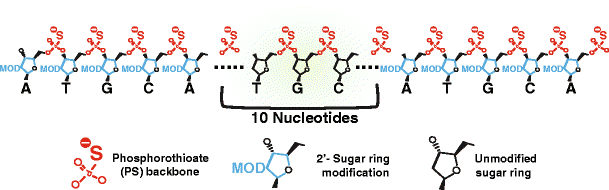 S S S S S S S S S S S S
MOD MOD MOD MOD MOD MOD MOD MOD MOD MOD
A T G C A T G C A T G C A
10 Nucleotides
S Phosphorothioate
(PS) backbone
MOD 2'- Sugar ring
modification
Unmodified
sugar ring